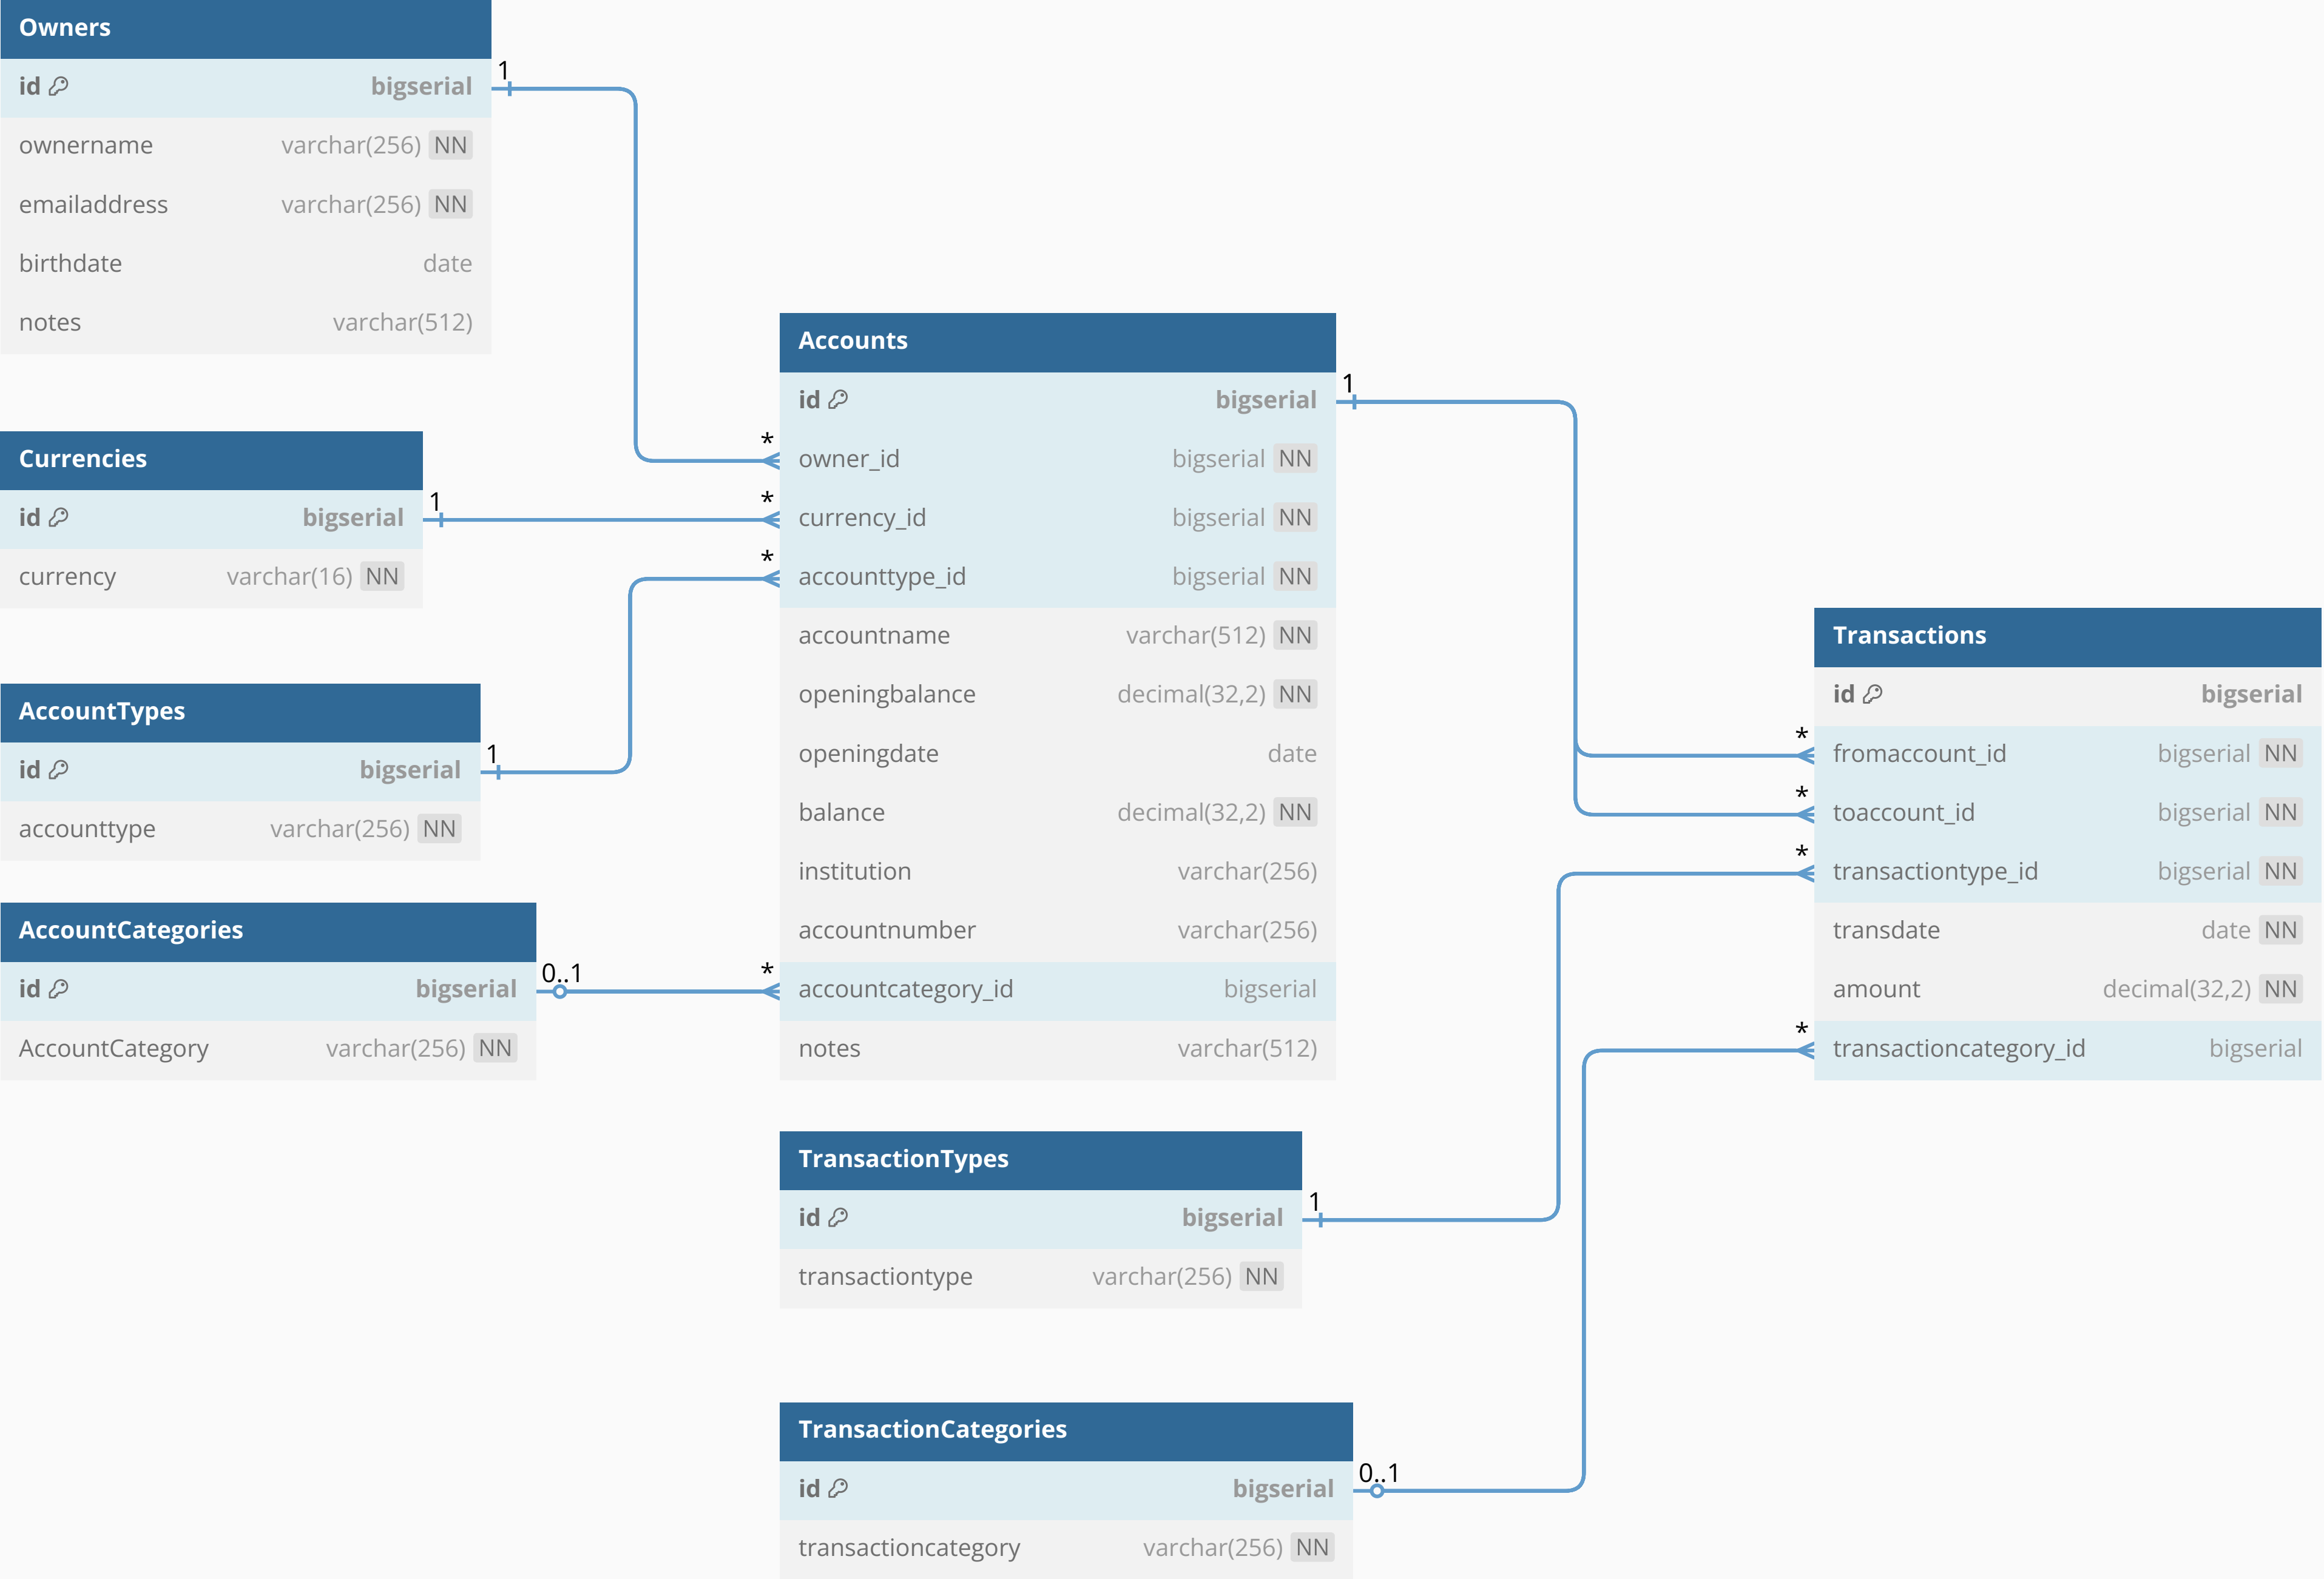 Owners
id bigserial
ownername varchar(256) NN
emailaddress varchar(256) NN
birthdate date
notes varchar(512)
1
*
Currencies
id bigserial
currency varchar(16) NN
1
*
AccountTypes
id bigserial
accounttype varchar(256) NN
1
*
AccountCategories
id bigserial
AccountCategory varchar(256) NN
0..1
*
Accounts
id bigserial
owner_id bigserial NN
currency_id bigserial NN
accounttype_id bigserial NN
accountname varchar(512) NN
openingbalance decimal(32,2) NN
openingdate date
balance decimal(32,2) NN
institution varchar(256)
accountnumber varchar(256)
accountcategory_id bigserial
notes varchar(512)
1
*
*
TransactionTypes
id bigserial
transactiontype varchar(256) NN
1
*
TransactionCategories
id bigserial
transactioncategory varchar(256) NN
0..1
*
Transactions
id bigserial
fromaccount_id bigserial NN
toaccount_id bigserial NN
transactiontype_id bigserial NN
transdate date NN
amount decimal(32,2) NN
transactioncategory_id bigserial